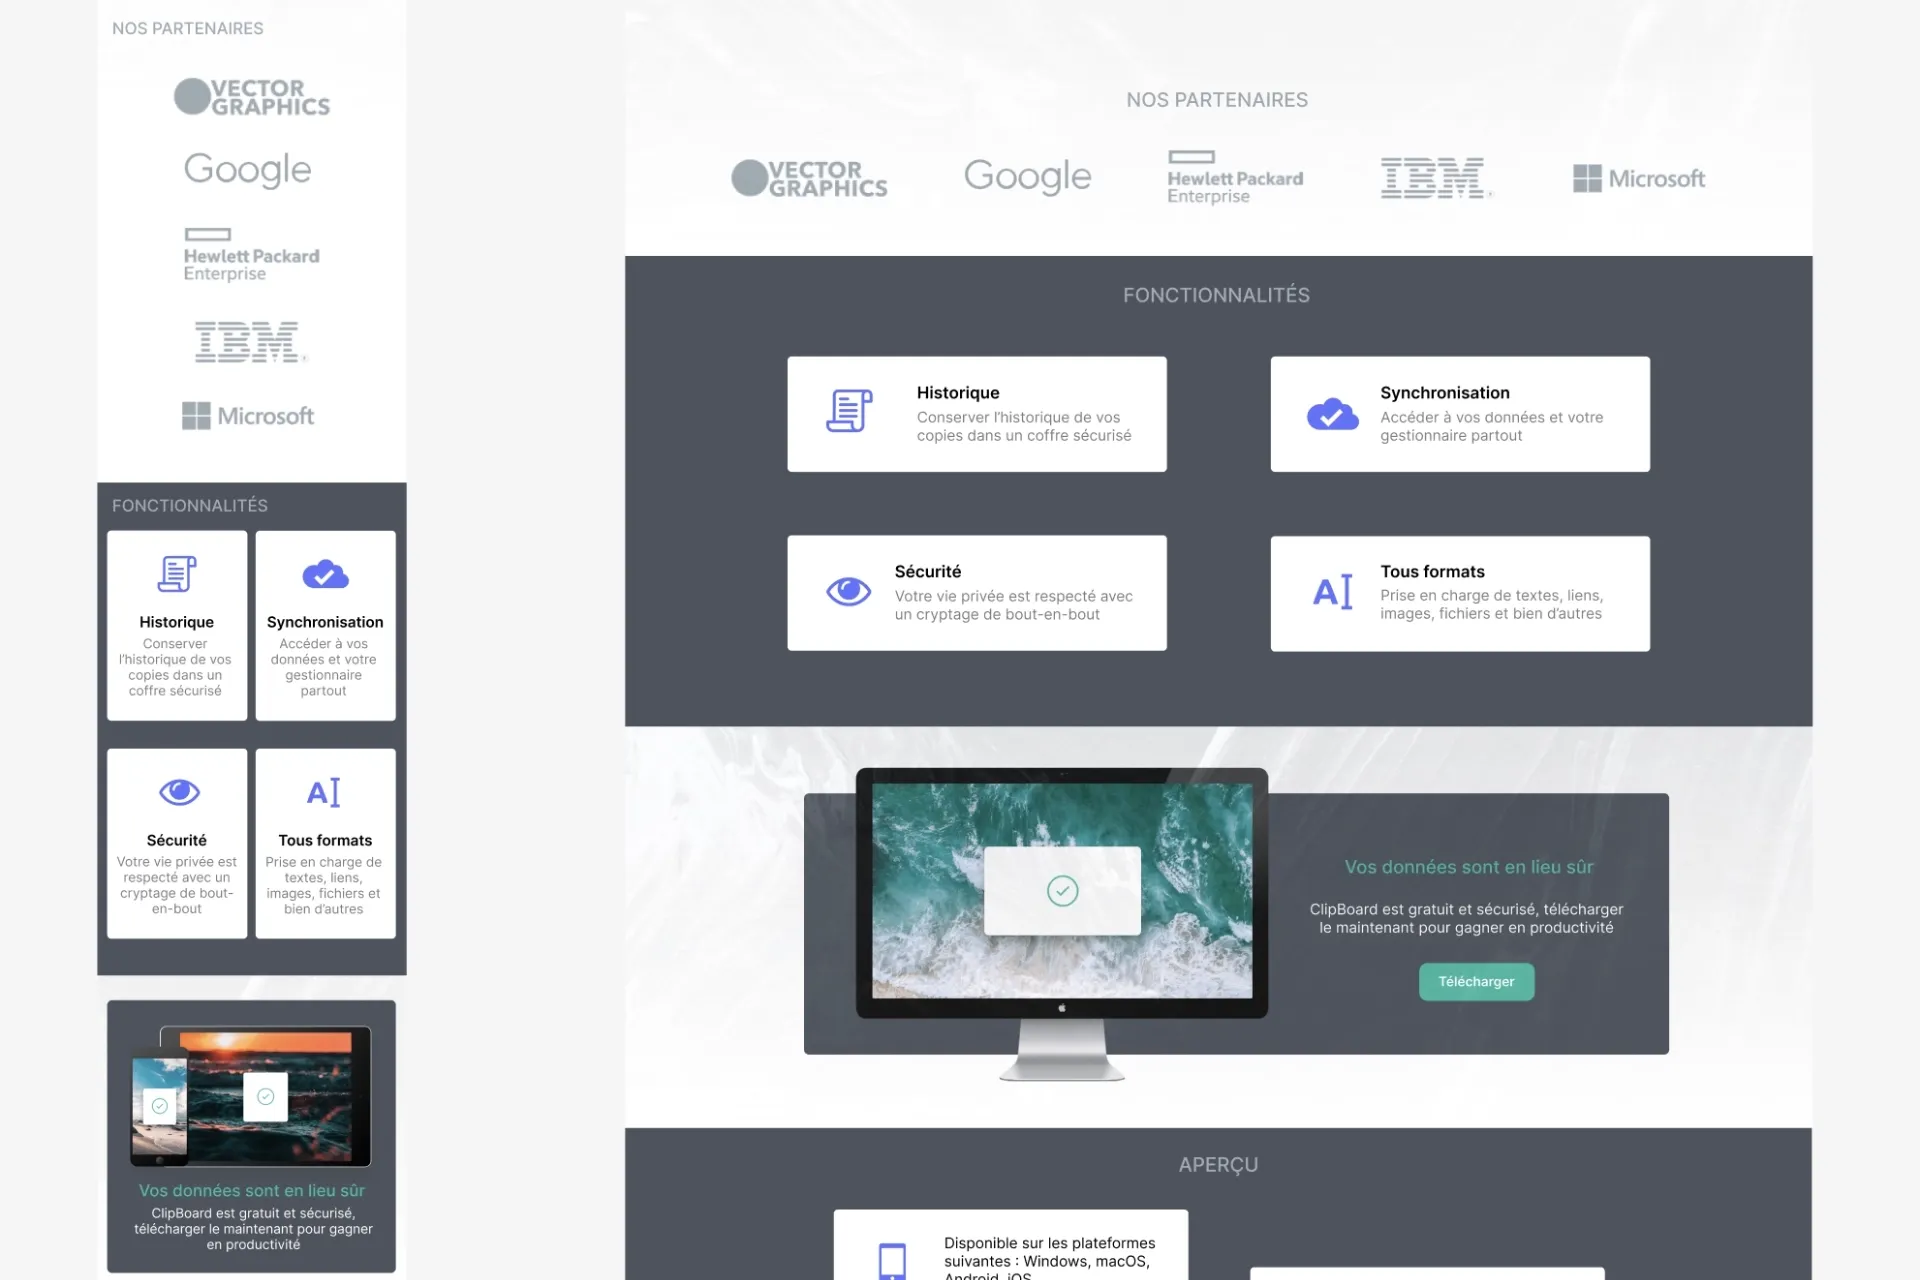 NOS PARTENAIRES
VECTOR
GRAPHICS
Google
Hewlett Packard
Enterprise
IBM
Microsoft
FONCTIONNALITÉS
Historique
Conserver
l’historique de vos
copies dans un
coffre sécurisé
Synchronisation
Accéder à vos
données et votre
gestionnaire
partout
Sécurité
Votre vie privée est
respecté avec un
cryptage de bout-
en-bout
AI
Tous formats
Prise en charge de
textes, liens,
images, fichiers et
bien d’autres
Vos données sont en lieu sûr
ClipBoard est gratuit et sécurisé,
télécharger le maintenant pour gagner
en productivité
NOS PARTENAIRES
VECTOR
GRAPHICS
Google
Hewlett Packard
Enterprise
IBM
Microsoft
FONCTIONNALITÉS
Historique
Conserver l’historique de vos
copies dans un coffre sécurisé
Synchronisation
Accéder à vos données et votre
gestionnaire partout
Sécurité
Votre vie privée est respecté avec
un cryptage de bout-en-bout
AI
Tous formats
Prise en charge de textes, liens,
images, fichiers et bien d’autres
Vos données sont en lieu sûr
ClipBoard est gratuit et sécurisé, télécharger
le maintenant pour gagner en productivité
Télécharger
APERÇU
Disponible sur les plateformes
suivantes : Windows, macOS,
Android, iOS